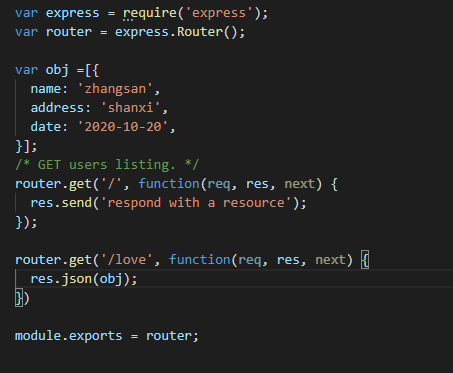 var express = require('express');
var router = express.Router();
var obj =[{
name: 'zhangsan',
address: 'shanxi',
date: '2020-10-20',
}];
/* GET users listing. */
router.get('/', function(req, res, next) {
res.send('respond with a resource');
});
router.get('/love', function(req, res, next) {
res.json(obj);
})
module.exports = router;